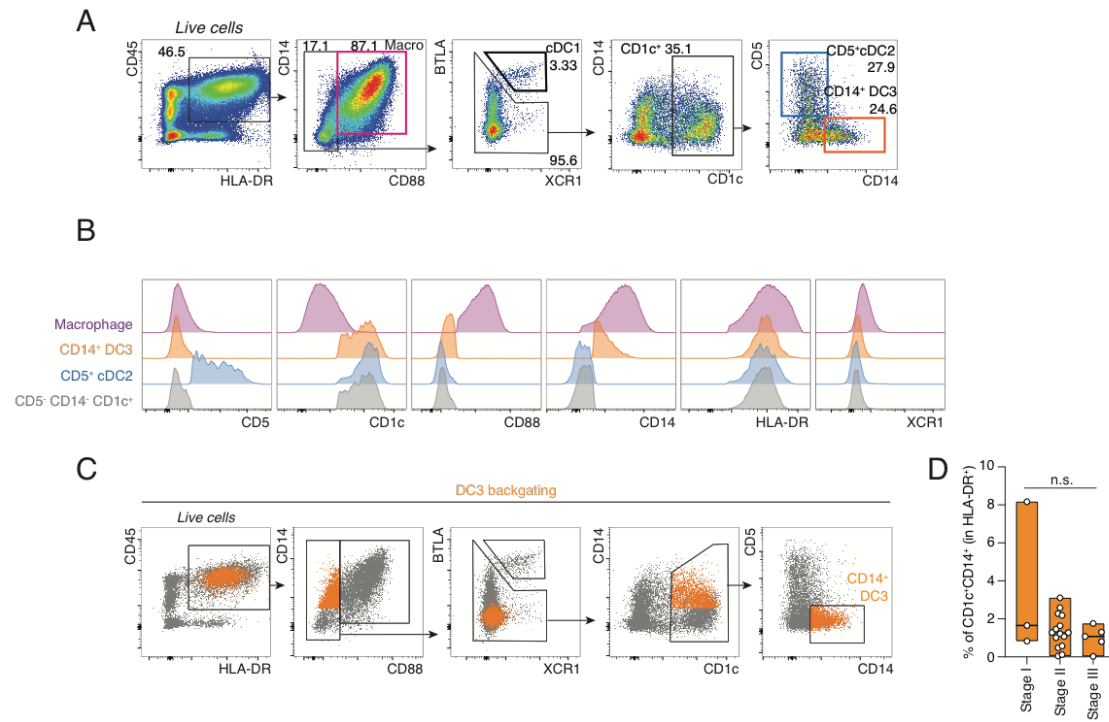 A
Live cells
CD45
46.5
HLA-DR
CD14
17.1 87.1 Macro
CD88
BTLA
cDC1
3.33
95.6
XCR1
CD14
CD1c⁺ 35.1
CD1c
CD5
CD5⁺cDC2
27.9
CD14⁺ DC3
24.6
CD14
B
Macrophage
CD14⁺ DC3
CD5⁺ cDC2
CD5⁻ CD14⁻ CD1c⁺
CD5
CD1c
CD88
CD14
HLA-DR
XCR1
C
DC3 backgating
Live cells
CD45
HLA-DR
CD14
CD88
BTLA
XCR1
CD14
CD1c
CD5
CD14⁺
DC3
CD14
D
% of CD1c⁺CD14⁺ (in HLA-DR⁺)
10
8
6
4
2
0
n.s.
Stage I
Stage II
Stage III